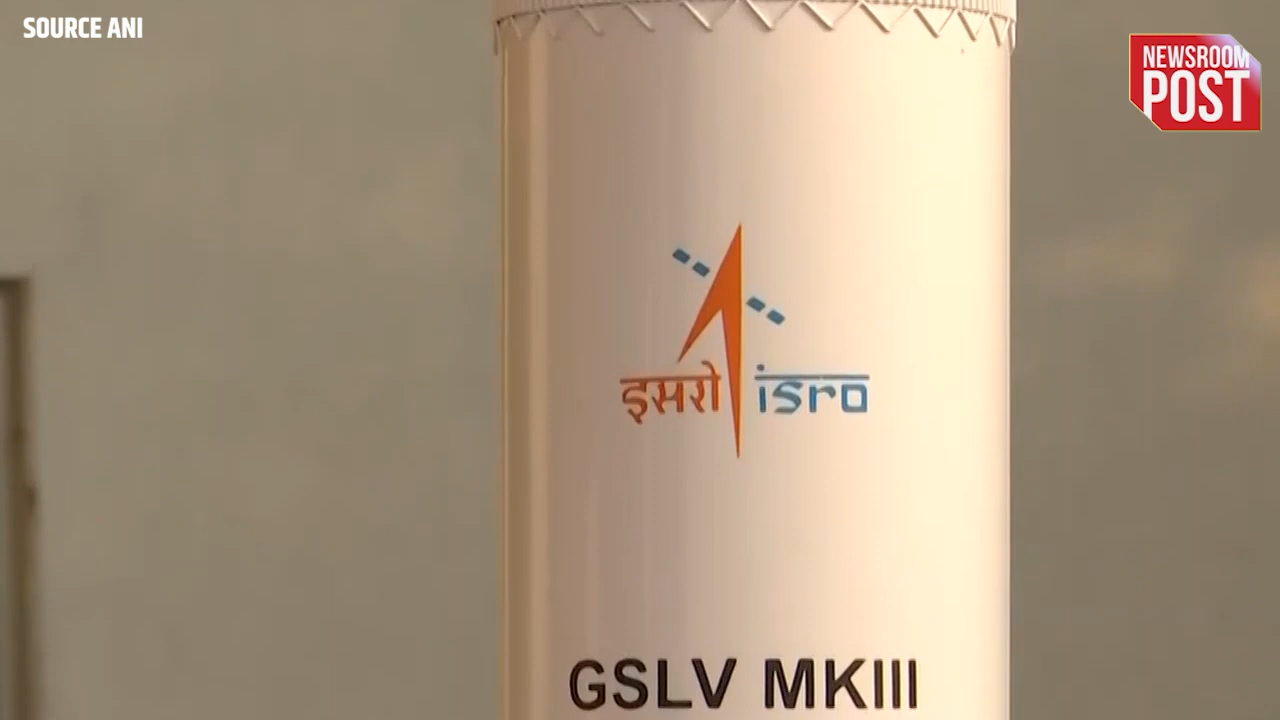 SOURCE ANI
NEWSROOM
POST
इसरो isro
GSLV MKIII